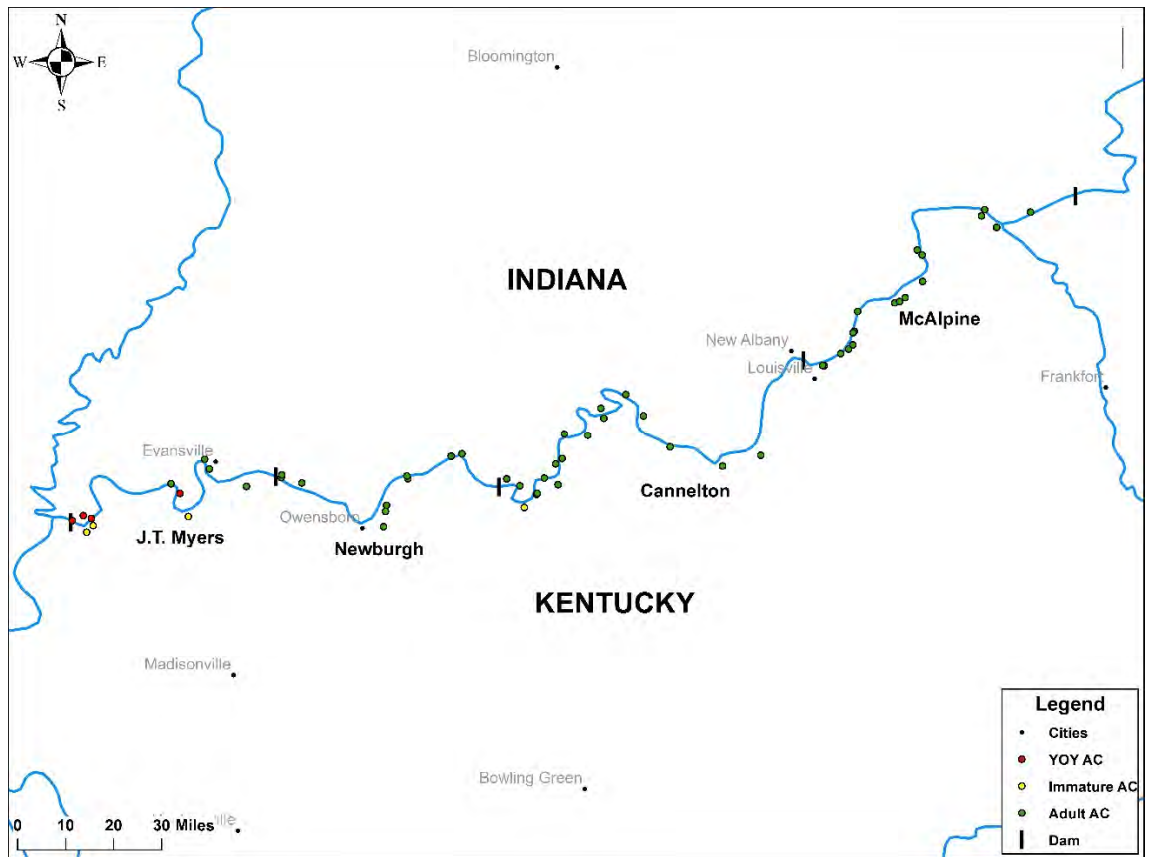 N
W E
S
Bloomington
INDIANA
McAlpine
New Albany
Louisville
Frankfort
Evansville
Cannelton
Owensboro
J.T. Myers
Newburgh
KENTUCKY
Madisonville
Bowling Green
0 10 20 30 Miles
Legend
Cities
YOY AC
Immature AC
Adult AC
Dam